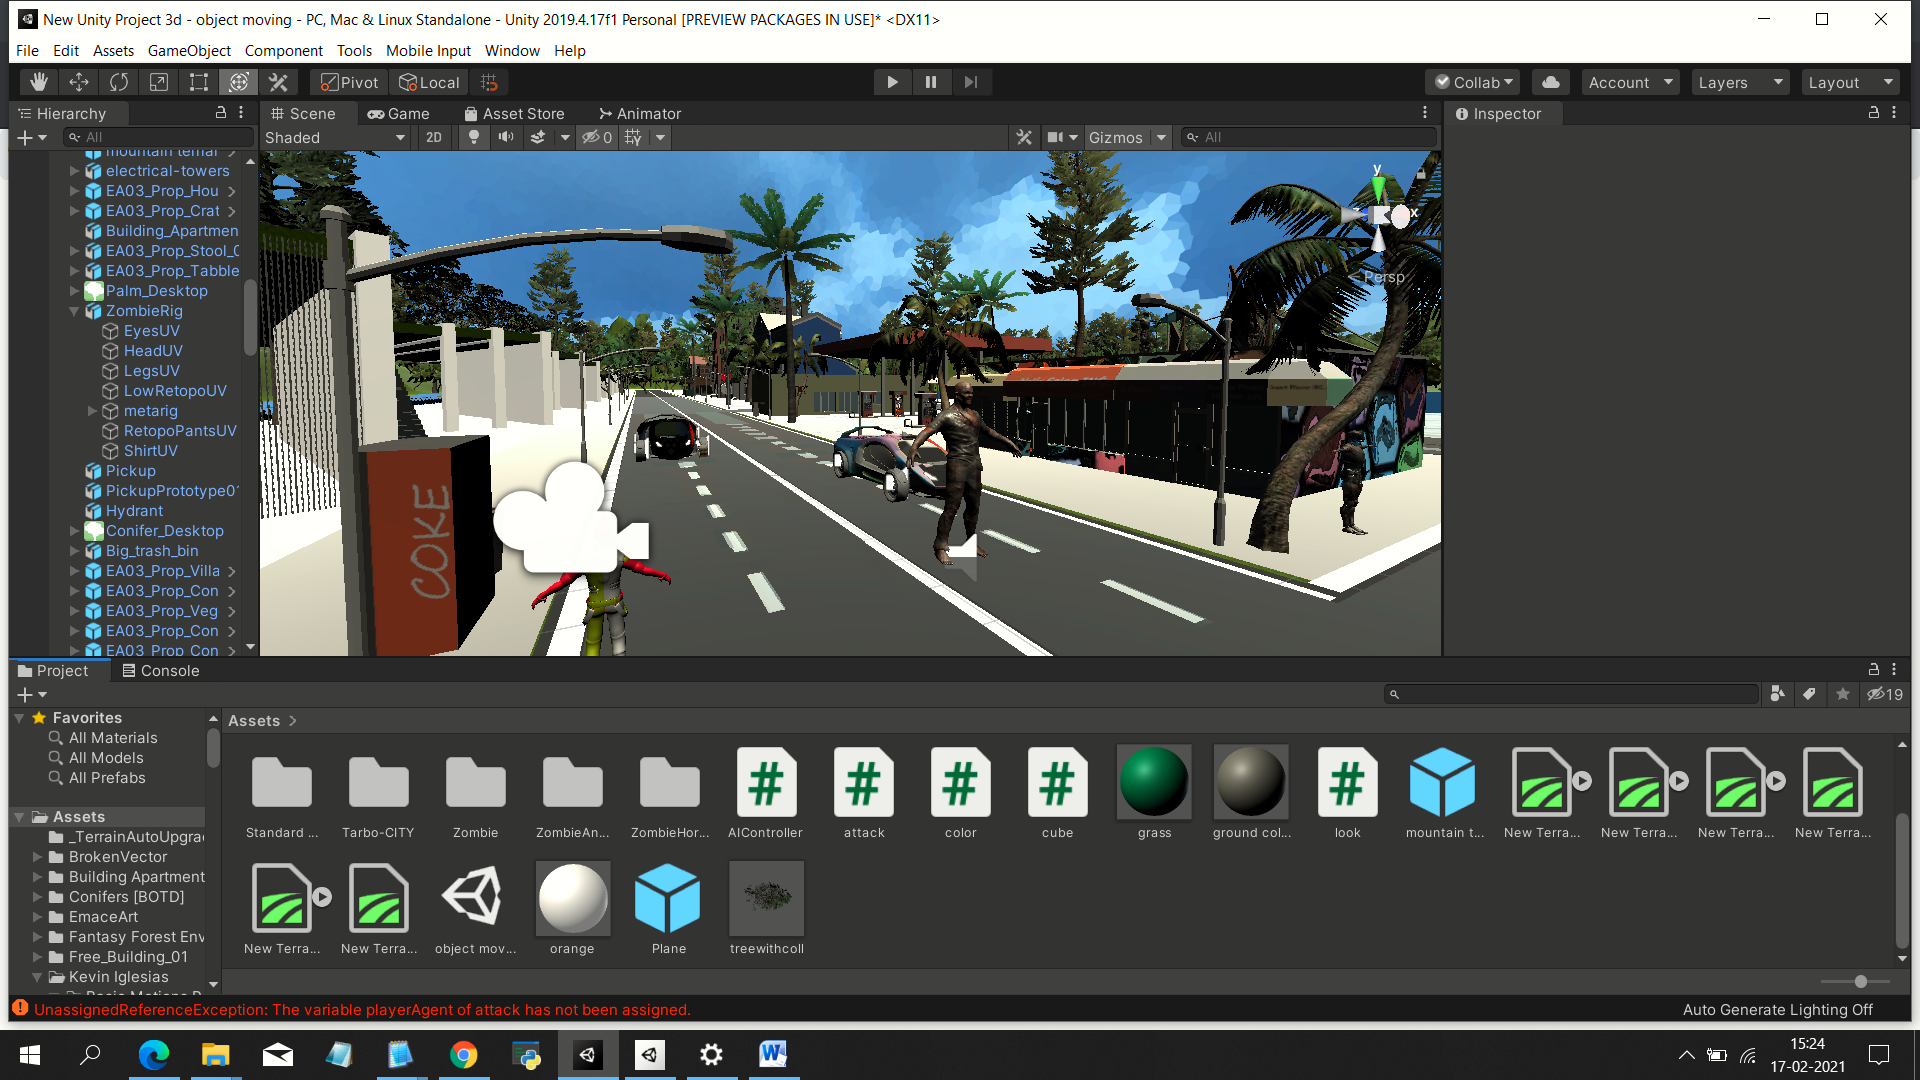 New Unity Project 3d - object moving - PC, Mac & Linux Standalone - Unity 2019.4.17f1 Personal [PREVIEW PACKAGES IN USE]* <DX11>
File Edit Assets GameObject Component Tools Mobile Input Window Help
Pivot Local Collab Account Layers Layout
Hierarchy
All
mountain terrai
electrical-towers
EA03_Prop_Hou
EA03_Prop_Crat
Building_Apartmen
EA03_Prop_Stool_0
EA03_Prop_Tabble
Palm_Desktop
ZombieRig
EyesUV
HeadUV
LegsUV
LowRetopoUV
metarig
RetopoPantsUV
ShirtUV
Pickup
PickupPrototype01
Hydrant
Conifer_Desktop
Big_trash_bin
EA03_Prop_Villa
EA03_Prop_Con
EA03_Prop_Veg
EA03_Prop_Con
EA03_Prop_Con
Scene Game Asset Store Animator
Shaded 2D 0 Gizmos All
y
x
Persp
COKE
Inspector
Project Console
19
Favorites
All Materials
All Models
All Prefabs
Assets
_TerrainAutoUpgrac
BrokenVector
Building Apartment
Conifers [BOTD]
EmaceArt
Fantasy Forest Env
Free_Building_01
Kevin Iglesias
Assets
Standard ... Tarbo-CITY Zombie ZombieAn... ZombieHor... AIController attack color cube grass ground col... look mountain t... New Terra... New Terra... New Terra... New Terra...
New Terra... New Terra... object mov... orange Plane treewithcoll
UnassignedReferenceException: The variable playerAgent of attack has not been assigned.
Auto Generate Lighting Off
15:24
17-02-2021